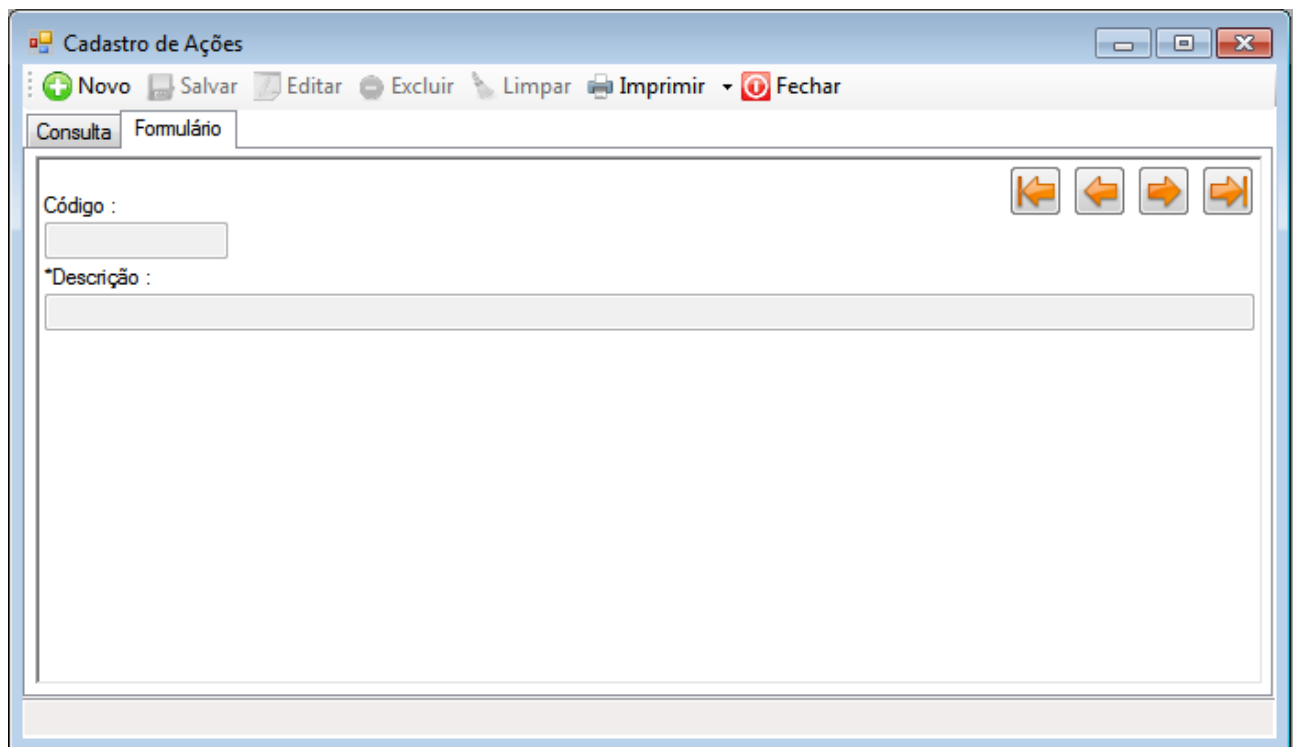 Cadastro de Ações
Novo Salvar Editar Excluir Limpar Imprimir Fechar
Consulta Formulário
Código :
*Descrição :